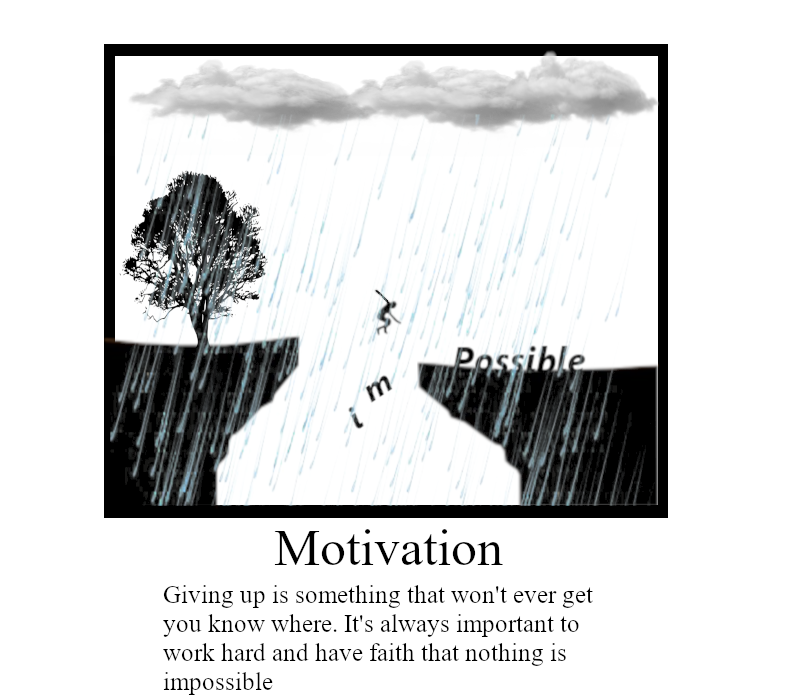 Possible
i m
Motivation
Giving up is something that won't ever get
you know where. It's always important to
work hard and have faith that nothing is
impossible